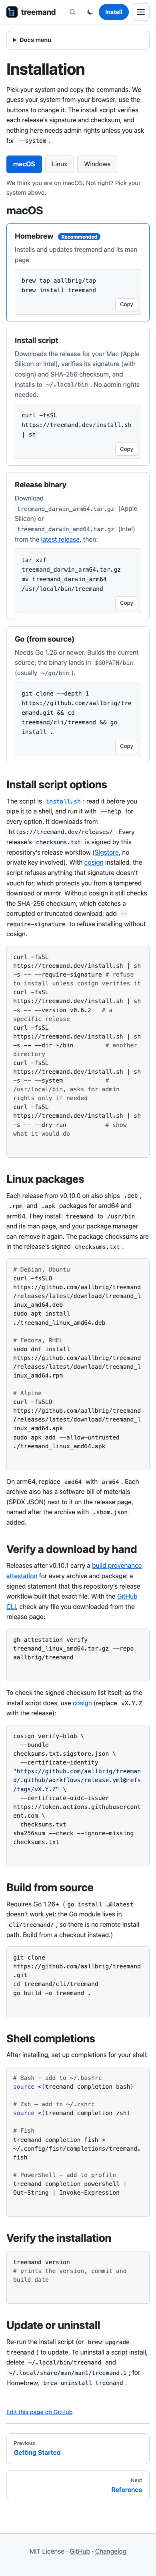 treemand
Install
Docs menu
Installation
Pick your system and copy the commands. We
guess your system from your browser; use the
buttons to change it. The install script verifies
each release's signature and checksum, and
nothing here needs admin rights unless you ask
for --system .
macOS
Linux
Windows
We think you are on macOS. Not right? Pick your
system above.
macOS
Homebrew Recommended
Installs and updates treemand and its man
page.
brew tap aallbrig/tap
brew install treemand
Copy
Install script
Downloads the release for your Mac (Apple
Silicon or Intel), verifies its signature (with
cosign) and SHA-256 checksum, and
installs to ~/.local/bin . No admin rights
needed.
curl -fsSL
https://treemand.dev/install.sh
| sh
Copy
Release binary
Download
treemand_darwin_arm64.tar.gz (Apple
Silicon) or
treemand_darwin_amd64.tar.gz (Intel)
from the latest release, then:
tar xzf
treemand_darwin_arm64.tar.gz
mv treemand_darwin_arm64
/usr/local/bin/treemand
Copy
Go (from source)
Needs Go 1.26 or newer. Builds the current
source; the binary lands in $GOPATH/bin
(usually ~/go/bin ).
git clone --depth 1
https://github.com/aallbrig/tre
emand.git && cd
treemand/cli/treemand && go
install .
Copy
Install script options
The script is install.sh : read it before you
pipe it to a shell, and run it with --help for
every option. It downloads from
https://treemand.dev/releases/ . Every
release's checksums.txt is signed by this
repository's release workflow (Sigstore, no
private key involved). With cosign installed, the
script refuses anything that signature doesn't
vouch for, which protects you from a tampered
download or mirror. Without cosign it still checks
the SHA-256 checksum, which catches a
corrupted or truncated download; add --
require-signature to refuse installing without
cosign.
curl -fsSL
https://treemand.dev/install.sh | sh
-s -- --require-signature # refuse
to install unless cosign verifies it
curl -fsSL
https://treemand.dev/install.sh | sh
-s -- --version v0.6.2 # a
specific release
curl -fsSL
https://treemand.dev/install.sh | sh
-s -- --dir ~/bin # another
directory
curl -fsSL
https://treemand.dev/install.sh | sh
-s -- --system #
/usr/local/bin, asks for admin
rights only if needed
curl -fsSL
https://treemand.dev/install.sh | sh
-s -- --dry-run # show
what it would do
Linux packages
Each release from v0.10.0 on also ships .deb ,
.rpm and .apk packages for amd64 and
arm64. They install treemand to /usr/bin
and its man page, and your package manager
can remove it again. The package checksums are
in the release's signed checksums.txt .
# Debian, Ubuntu
curl -fsSLO
https://github.com/aallbrig/treemand
/releases/latest/download/treemand_l
inux_amd64.deb
sudo apt install
./treemand_linux_amd64.deb
# Fedora, RHEL
sudo dnf install
https://github.com/aallbrig/treemand
/releases/latest/download/treemand_l
inux_amd64.rpm
# Alpine
curl -fsSLO
https://github.com/aallbrig/treemand
/releases/latest/download/treemand_l
inux_amd64.apk
sudo apk add --allow-untrusted
./treemand_linux_amd64.apk
On arm64, replace amd64 with arm64 . Each
archive also has a software bill of materials
(SPDX JSON) next to it on the release page,
named after the archive with .sbom.json
added.
Verify a download by hand
Releases after v0.10.1 carry a build provenance
attestation for every archive and package: a
signed statement that this repository's release
workflow built that exact file. With the GitHub
CLI, check any file you downloaded from the
release page:
gh attestation verify
treemand_linux_amd64.tar.gz --repo
aallbrig/treemand
To check the signed checksum list itself, as the
install script does, use cosign (replace vX.Y.Z
with the release):
cosign verify-blob \
--bundle
checksums.txt.sigstore.json \
--certificate-identity
"https://github.com/aallbrig/treeman
d/.github/workflows/release.yml@refs
/tags/vX.Y.Z" \
--certificate-oidc-issuer
https://token.actions.githubusercont
ent.com \
checksums.txt
sha256sum --check --ignore-missing
checksums.txt
Build from source
Requires Go 1.26+. ( go install …@latest
doesn't work yet: the Go module lives in
cli/treemand/ , so there is no remote install
path. Build from a checkout instead.)
git clone
https://github.com/aallbrig/treemand
.git
cd treemand/cli/treemand
go build -o treemand .
Shell completions
After installing, set up completions for your shell:
# Bash — add to ~/.bashrc
source <(treemand completion bash)
# Zsh — add to ~/.zshrc
source <(treemand completion zsh)
# Fish
treemand completion fish >
~/.config/fish/completions/treemand.
fish
# PowerShell — add to profile
treemand completion powershell |
Out-String | Invoke-Expression
Verify the installation
treemand version
# prints the version, commit and
build date
Update or uninstall
Re-run the install script (or brew upgrade
treemand ) to update. To uninstall a script install,
delete ~/.local/bin/treemand and
~/.local/share/man/man1/treemand.1 ; for
Homebrew, brew uninstall treemand .
Edit this page on GitHub
Previous
Getting Started
Next
Reference
MIT License · GitHub · Changelog